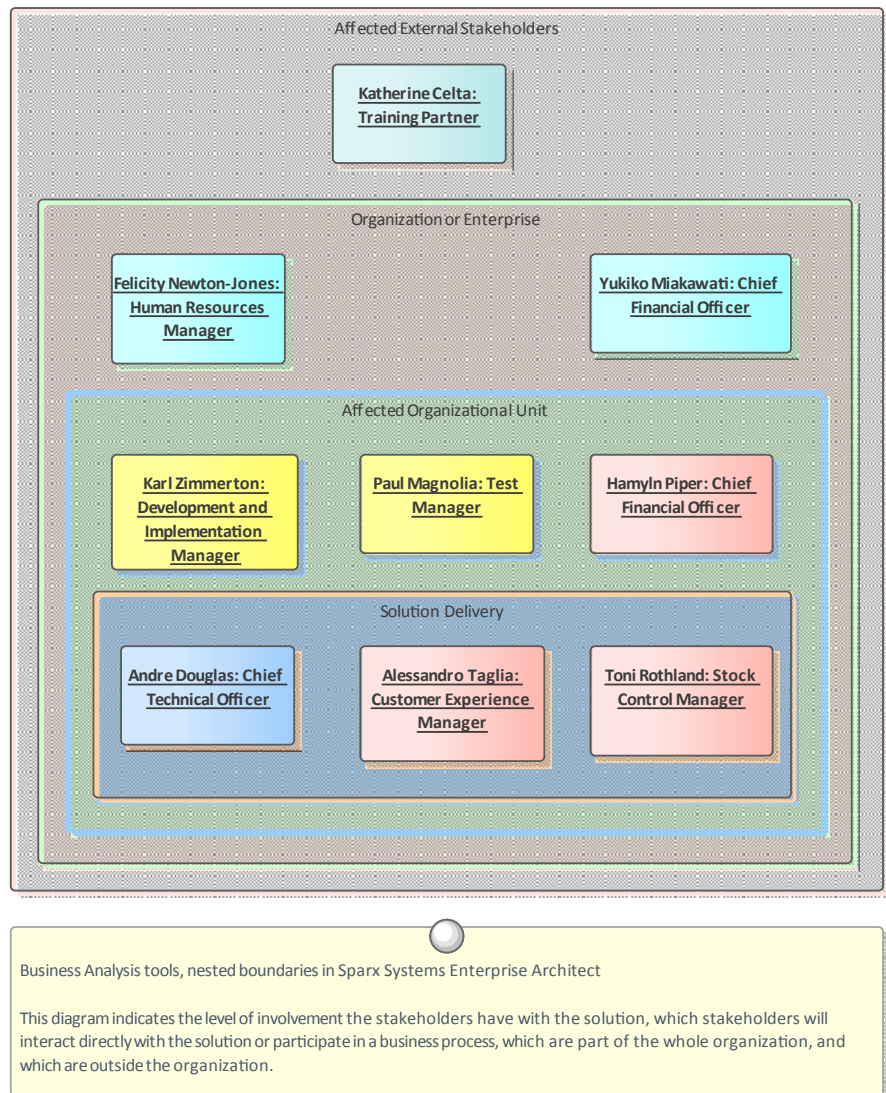 Affected External Stakeholders
Katherine Celta:
Training Partner
Organization or Enterprise
Felicity Newton-Jones:
Human Resources
Manager
Yukiko Miakawati: Chief
Financial Officer
Affected Organizational Unit
Karl Zimmerton:
Development and
Implementation
Manager
Paul Magnolia: Test
Manager
Hamyln Piper: Chief
Financial Officer
Solution Delivery
Andre Douglas: Chief
Technical Officer
Alessandro Taglia:
Customer Experience
Manager
Toni Rothland: Stock
Control Manager
Business Analysis tools, nested boundaries in Sparx Systems Enterprise Architect
This diagram indicates the level of involvement the stakeholders have with the solution, which stakeholders will
interact directly with the solution or participate in a business process, which are part of the whole organization, and
which are outside the organization.